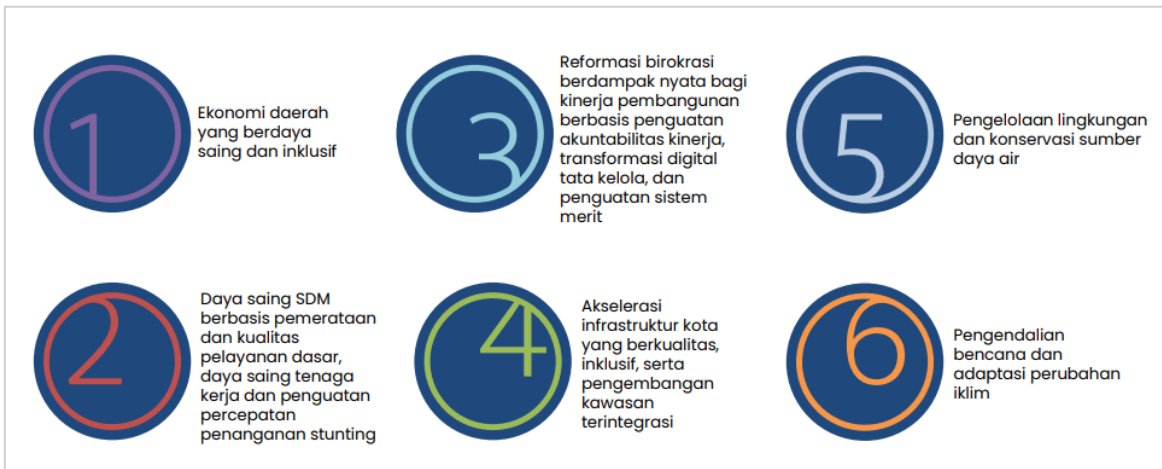 1
Ekonomi daerah
yang berdaya
saing dan inklusif
2
Daya saing SDM
berbasis pemerataan
dan kualitas
pelayanan dasar,
daya saing tenaga
kerja dan penguatan
percepatan
penanganan stunting
3
Reformasi birokrasi
berdampak nyata bagi
kinerja pembangunan
berbasis penguatan
akuntabilitas kinerja,
transformasi digital
tata kelola, dan
penguatan sistem
merit
4
Akselerasi
infrastruktur kota
yang berkualitas,
inklusif, serta
pengembangan
kawasan
terintegrasi
5
Pengelolaan lingkungan
dan konservasi sumber
daya air
6
Pengendalian
bencana dan
adaptasi perubahan
iklim